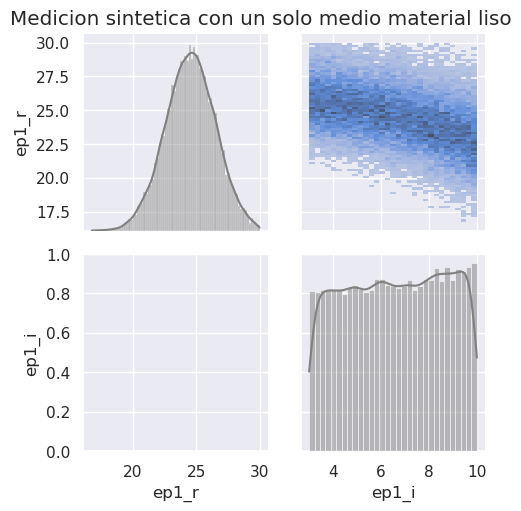 Medicion sintetica con un solo medio material liso
30.0
27.5
25.0
22.5
20.0
17.5
ep1_r
1.0
0.8
0.6
0.4
0.2
0.0
ep1_i
20 25 30
4 6 8 10
ep1_r ep1_i